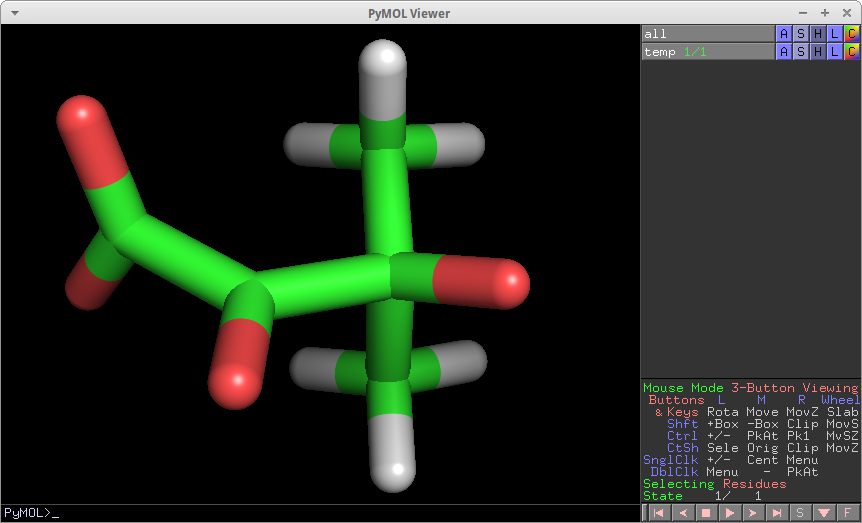 PyMOL Viewer
all A S H L C
temp 1/1 A S H L C
Mouse Mode 3-Button Viewing
Buttons L M R Wheel
& Keys Rota Move MovZ Slab
Shft +Box -Box Clip MovS
Ctrl +/- PkAt Pk1 MvSZ
CtSh Sele Orig Clip MovZ
SnglClk +/- Cent Menu
DblClk Menu - PkAt
Selecting Residues
State 1/ 1
PyMOL>_ S F